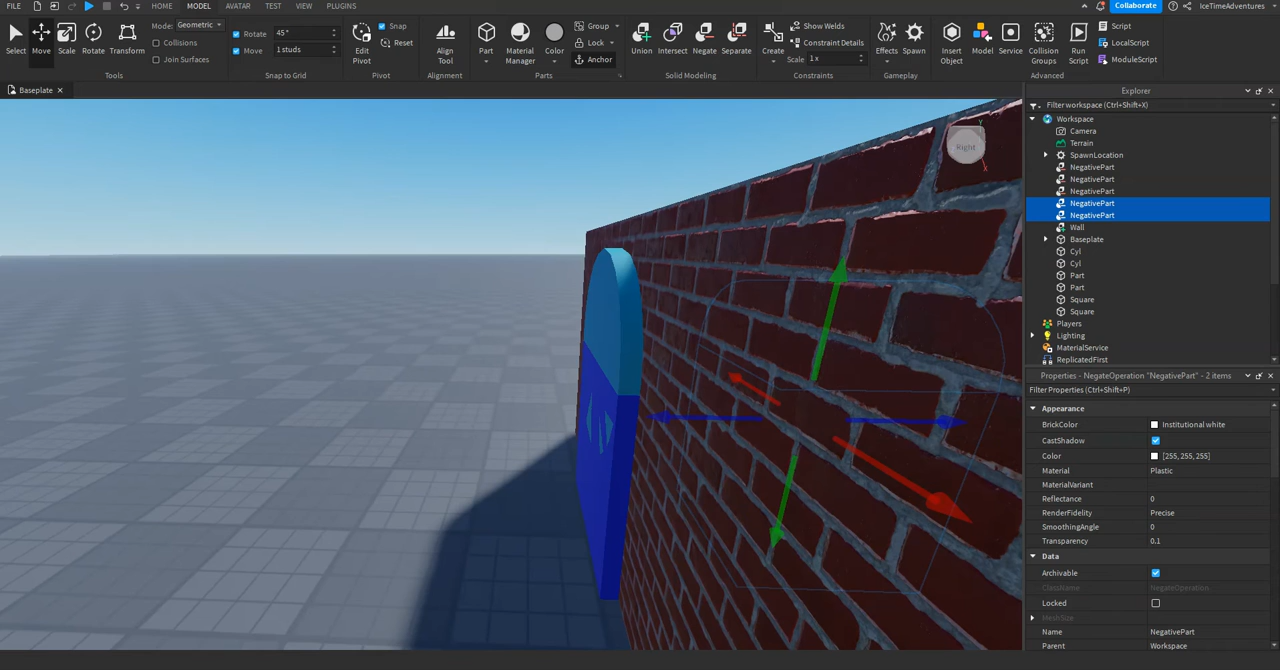 FILE HOME MODEL AVATAR TEST VIEW PLUGINS Collaborate IceTimeAdventures
Mode: Geometric
Collisions
Join Surfaces
Select Move Scale Rotate Transform
Tools
Rotate 45°
Move 1 studs
Snap to Grid
Edit Pivot
Snap
Reset
Pivot
Align Tool
Alignment
Part
Material Manager
Color
Group
Lock
Anchor
Parts
Union Intersect Negate Separate
Solid Modeling
Create
Show Welds
Constraint Details
Scale 1 x
Constraints
Effects Spawn
Gameplay
Insert Object
Model
Service
Collision Groups
Run Script
Script
LocalScript
ModuleScript
Advanced
Baseplate
Right
Y
X
Explorer
Filter workspace (Ctrl+Shift+X)
Workspace
Camera
Terrain
SpawnLocation
NegativePart
NegativePart
NegativePart
NegativePart
NegativePart
Wall
Baseplate
Cyl
Cyl
Part
Part
Square
Square
Players
Lighting
MaterialService
ReplicatedFirst
Properties - NegateOperation "NegativePart" - 2 items
Filter Properties (Ctrl+Shift+P)
Appearance
BrickColor Institutional white
CastShadow
Color [255, 255, 255]
Material Plastic
MaterialVariant
Reflectance 0
RenderFidelity Precise
SmoothingAngle 0
Transparency 0.1
Data
Archivable
ClassName NegateOperation
Locked
MeshSize
Name NegativePart
Parent Workspace